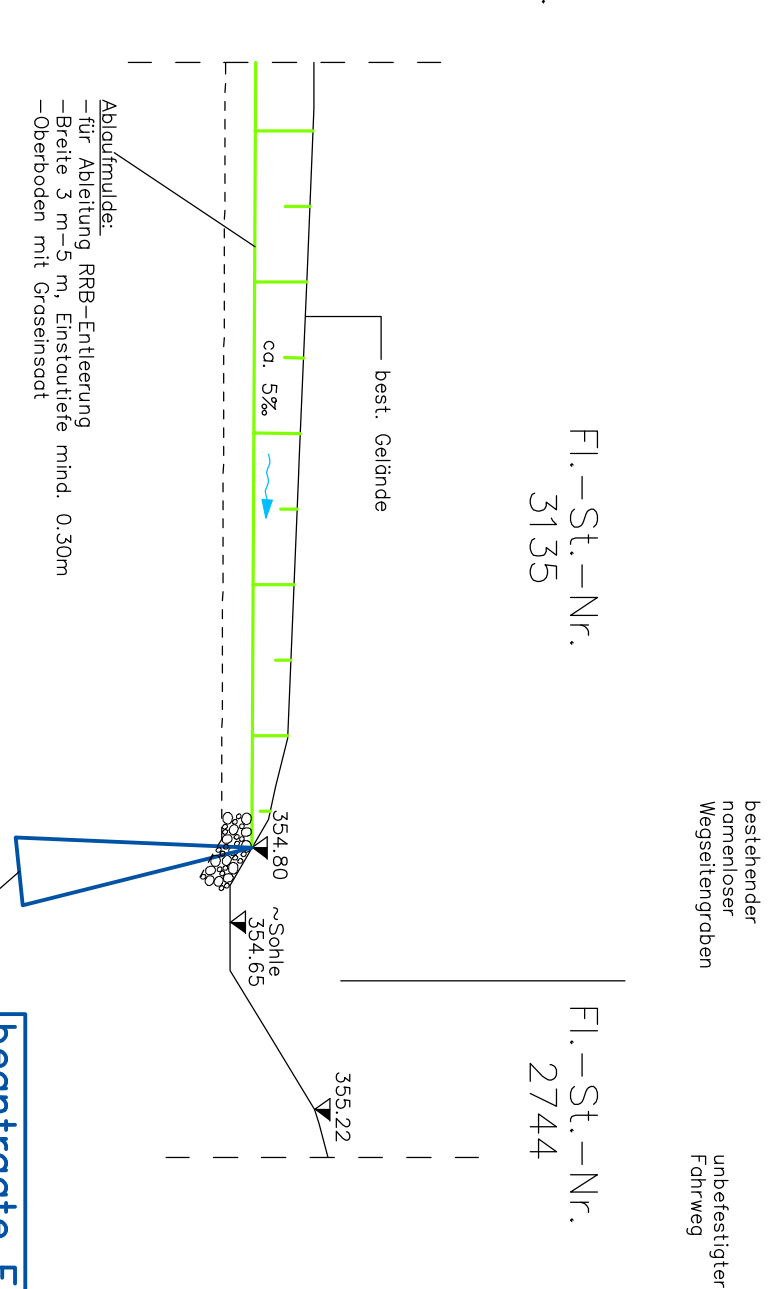 bestehender
namenloser
Wegseitengraben
unbefestigter
Fahrweg
Fl.-St.-Nr.
3135
Fl.-St.-Nr.
2744
best. Gelände
ca. 5‰
354.80
~Sohle
354.65
355.22
Ablaufmulde:
-für Ableitung RRB-Entleerung
-Breite 3 m-5 m, Einstautiefe mind. 0.30m
-Oberboden mit Graseinsaat
beantragte E